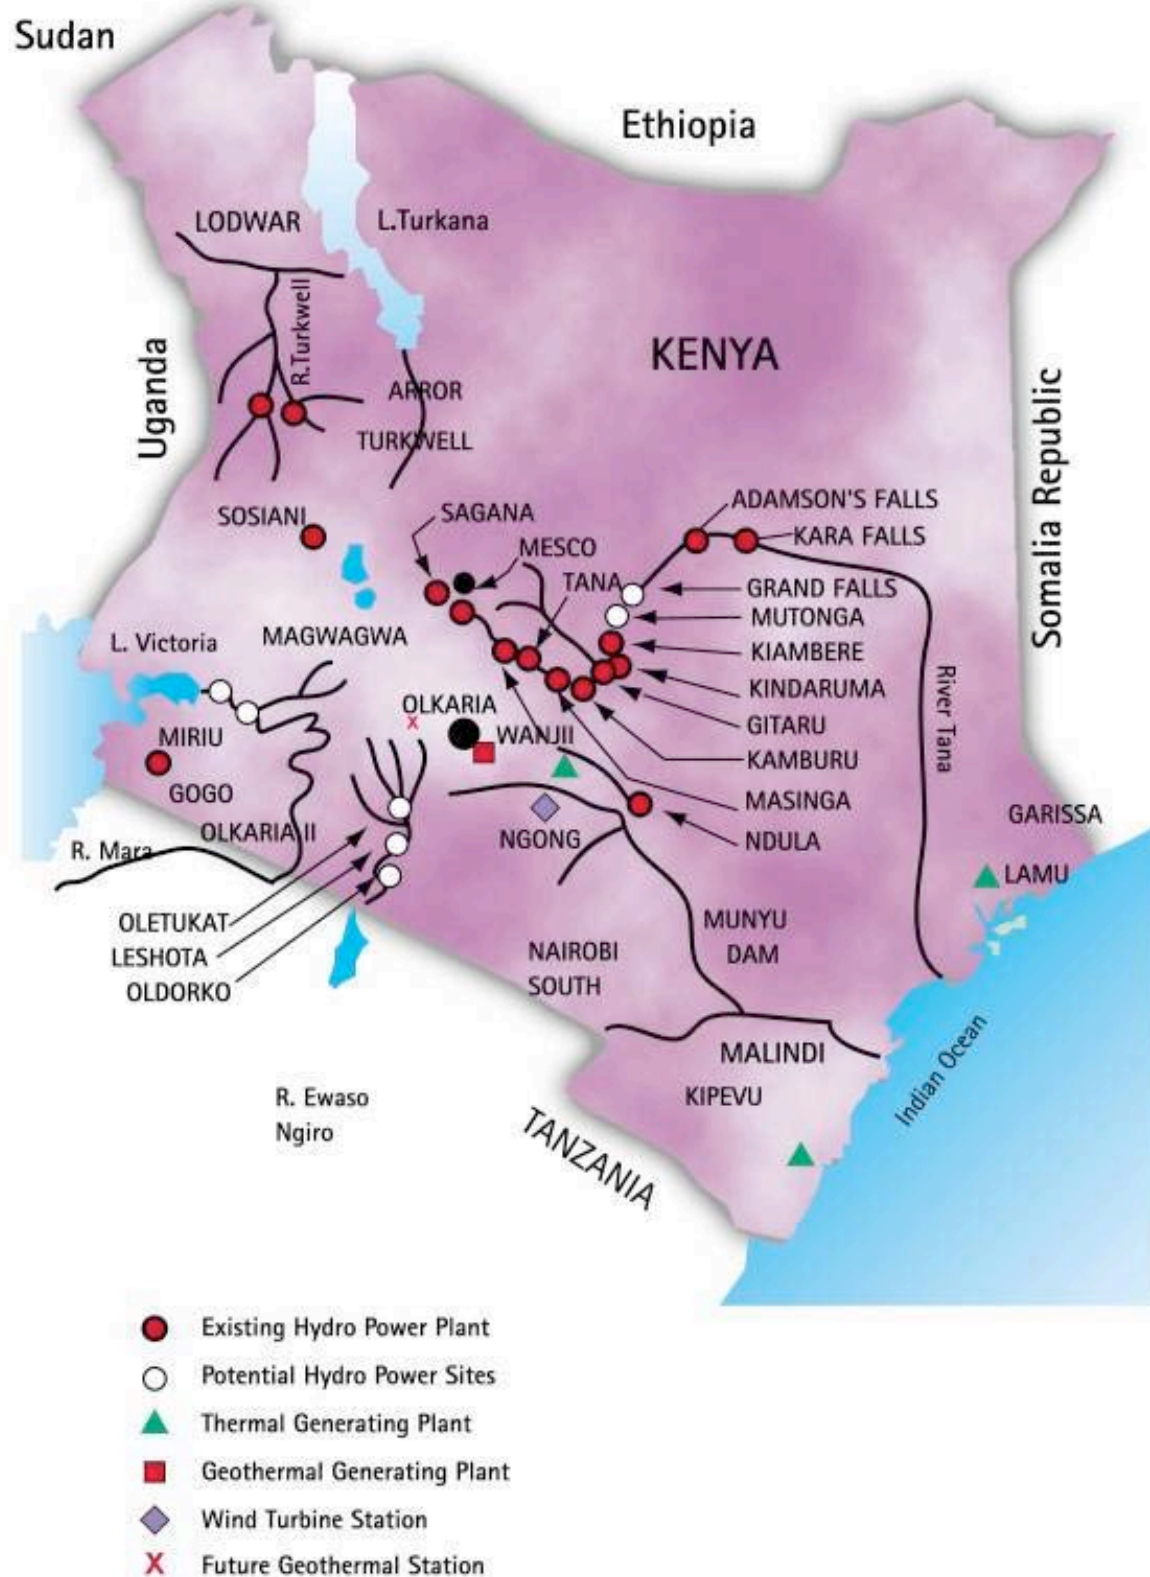 Sudan
Ethiopia
LODWAR
L.Turkana
R.Turkwell
KENYA
Uganda
Somalia Republic
ARROR
TURKWELL
ADAMSON'S FALLS
SAGANA
SOSIANI
KARA FALLS
MESCO
TANA
GRAND FALLS
MUTONGA
L. Victoria
MAGWAGWA
KIAMBERE
KINDARUMA
River Tana
OLKARIA
X
GITARU
MIRIU
WANJII
KAMBURU
GOGO
MASINGA
GARISSA
OLKARIA II
NGONG
NDULA
R. Mara
LAMU
OLETUKAT
MUNYU
DAM
LESHOTA
NAIROBI
SOUTH
OLDORKO
MALINDI
Indian Ocean
KIPEVU
R. Ewaso
Ngiro
TANZANIA
Existing Hydro Power Plant
Potential Hydro Power Sites
Thermal Generating Plant
Geothermal Generating Plant
Wind Turbine Station
X Future Geothermal Station